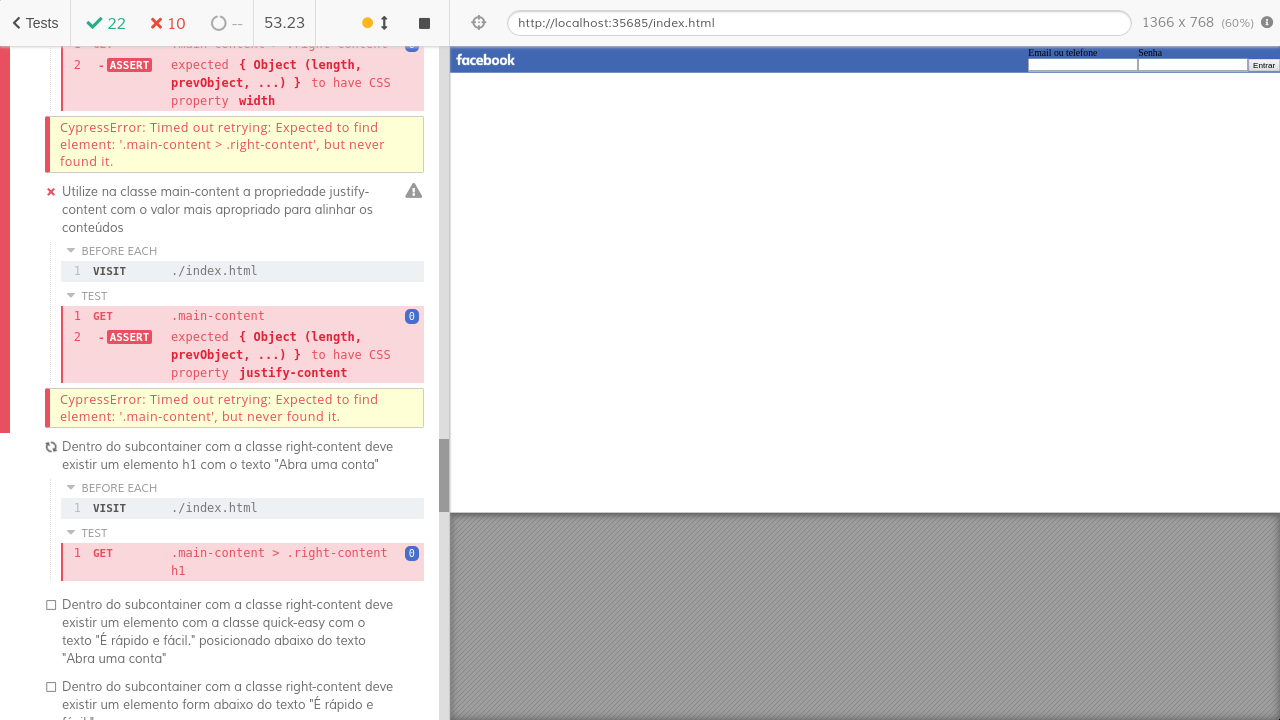 Tests
22
10
--
53.23
http://localhost:35685/index.html
1366 x 768 (60%)
2 - ASSERT expected { Object (length,
prevObject, ...) } to have CSS
property width
CypressError: Timed out retrying: Expected to find
element: '.main-content > .right-content', but never
found it.
Utilize na classe main-content a propriedade justify-
content com o valor mais apropriado para alinhar os
conteúdos
BEFORE EACH
1 VISIT ./index.html
TEST
1 GET .main-content 0
2 - ASSERT expected { Object (length,
prevObject, ...) } to have CSS
property justify-content
CypressError: Timed out retrying: Expected to find
element: '.main-content', but never found it.
Dentro do subcontainer com a classe right-content deve
existir um elemento h1 com o texto "Abra uma conta"
BEFORE EACH
1 VISIT ./index.html
TEST
1 GET .main-content > .right-content 0
h1
Dentro do subcontainer com a classe right-content deve
existir um elemento com a classe quick-easy com o
texto "É rápido e fácil." posicionado abaixo do texto
"Abra uma conta"
Dentro do subcontainer com a classe right-content deve
existir um elemento form abaixo do texto "É rápido e
facebook
Email ou telefone
Senha
Entrar